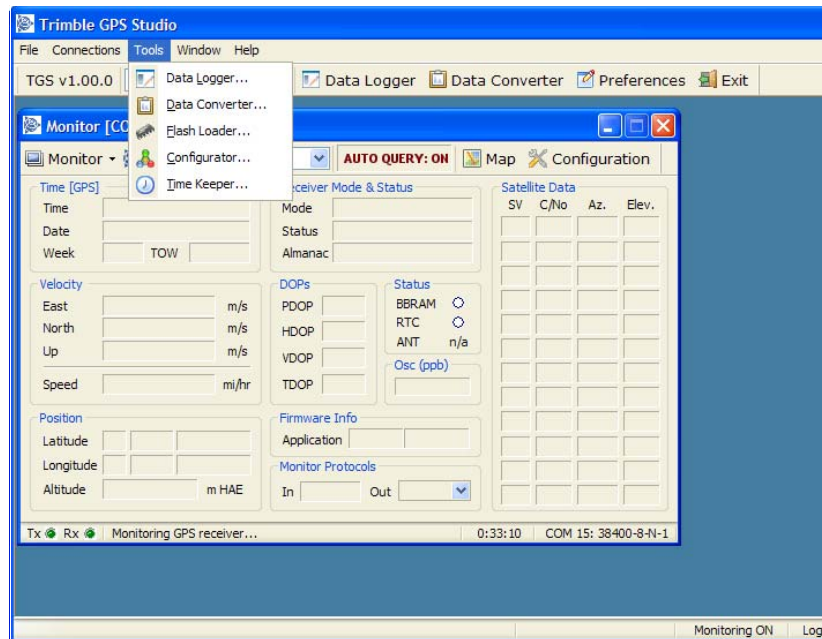 Trimble GPS Studio
File Connections Tools Window Help
TGS v1.00.0 Data Logger Data Converter Preferences Exit
Data Logger...
Data Converter...
Flash Loader...
Configurator...
Time Keeper...
Monitor [CO
Monitor AUTO QUERY: ON Map Configuration
Time [GPS]
Time
Date
Week TOW
Receiver Mode & Status
Mode
Status
Almanac
Satellite Data
SV C/No Az. Elev.
Velocity
East m/s
North m/s
Up m/s
Speed mi/hr
DOPs
PDOP
HDOP
VDOP
TDOP
Status
BBRAM
RTC
ANT n/a
Osc (ppb)
Position
Latitude
Longitude
Altitude m HAE
Firmware Info
Application
Monitor Protocols
In Out
Tx Rx Monitoring GPS receiver... 0:33:10 COM 15: 38400-8-N-1
Monitoring ON Log